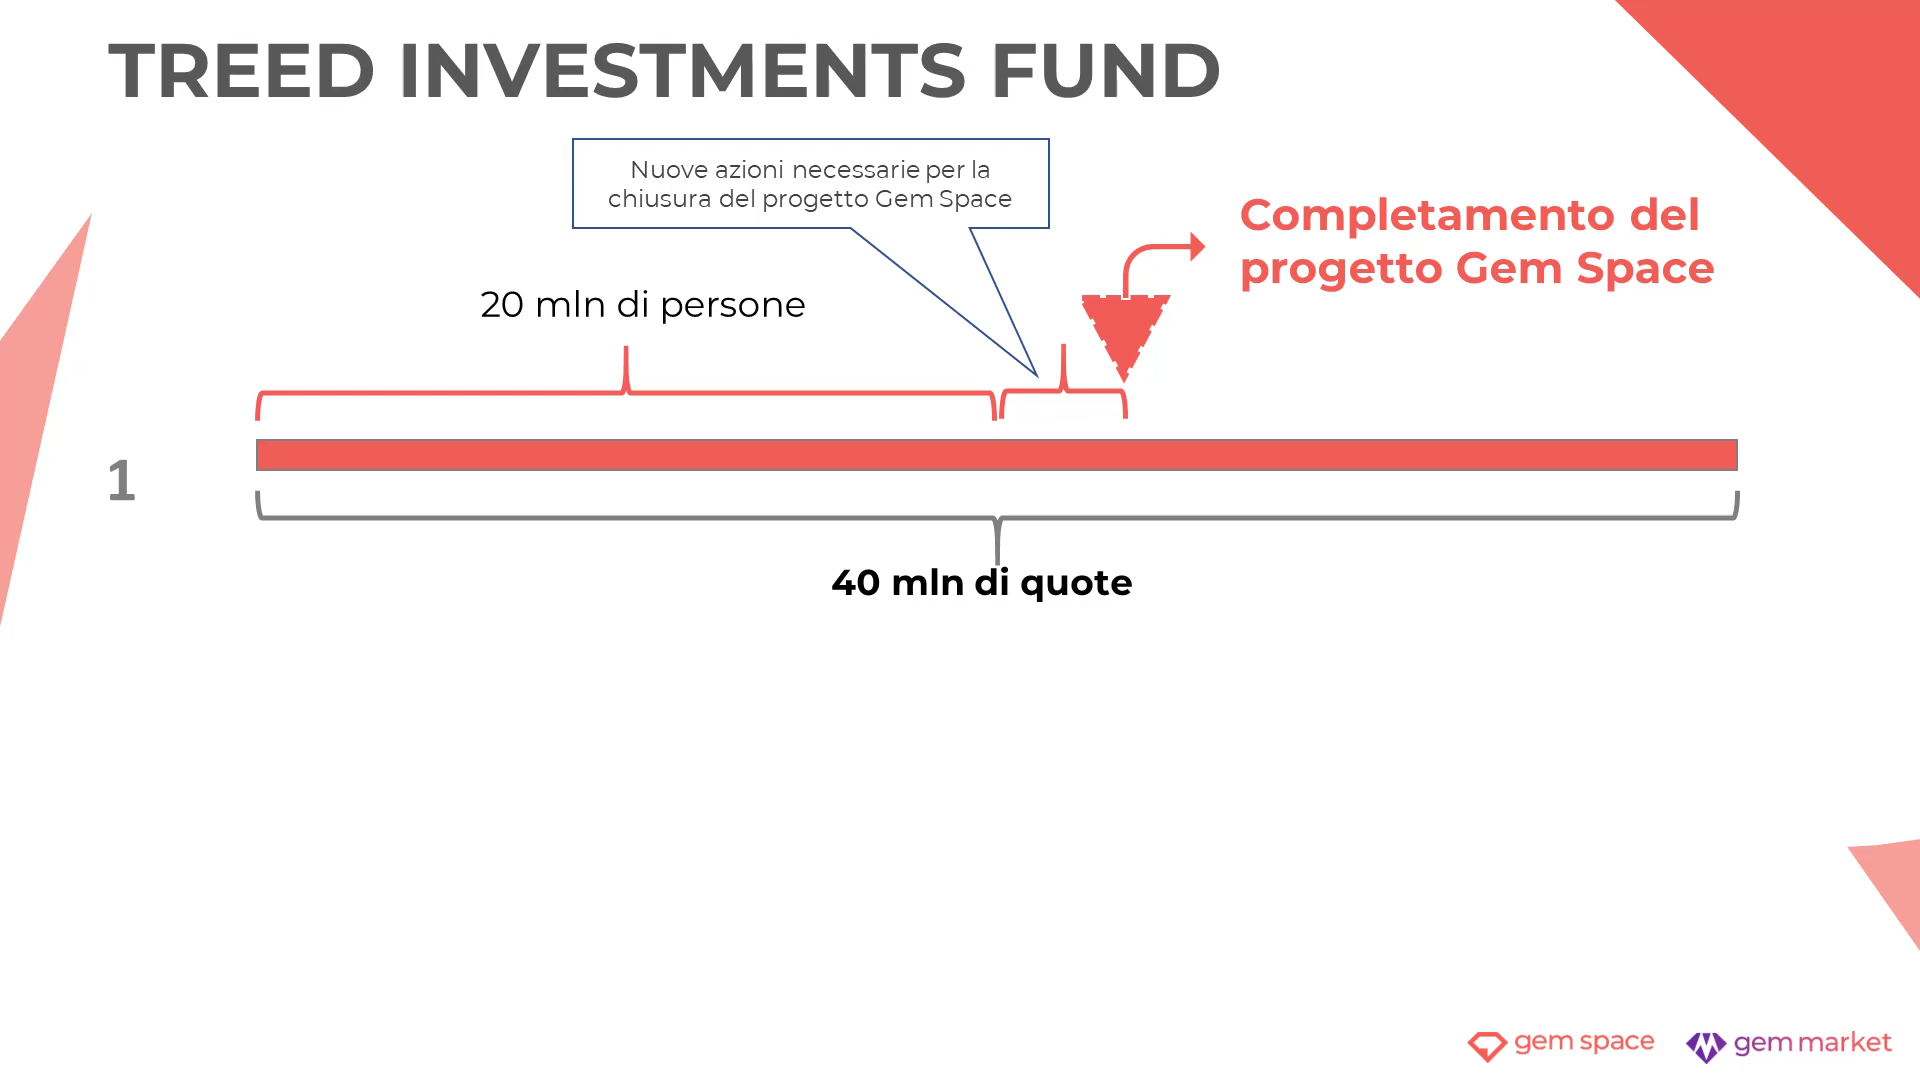 TREED INVESTMENTS FUND
Nuove azioni necessarie per la
chiusura del progetto Gem Space
Completamento del
progetto Gem Space
20 mln di persone
1
40 mln di quote
gem space
gem market